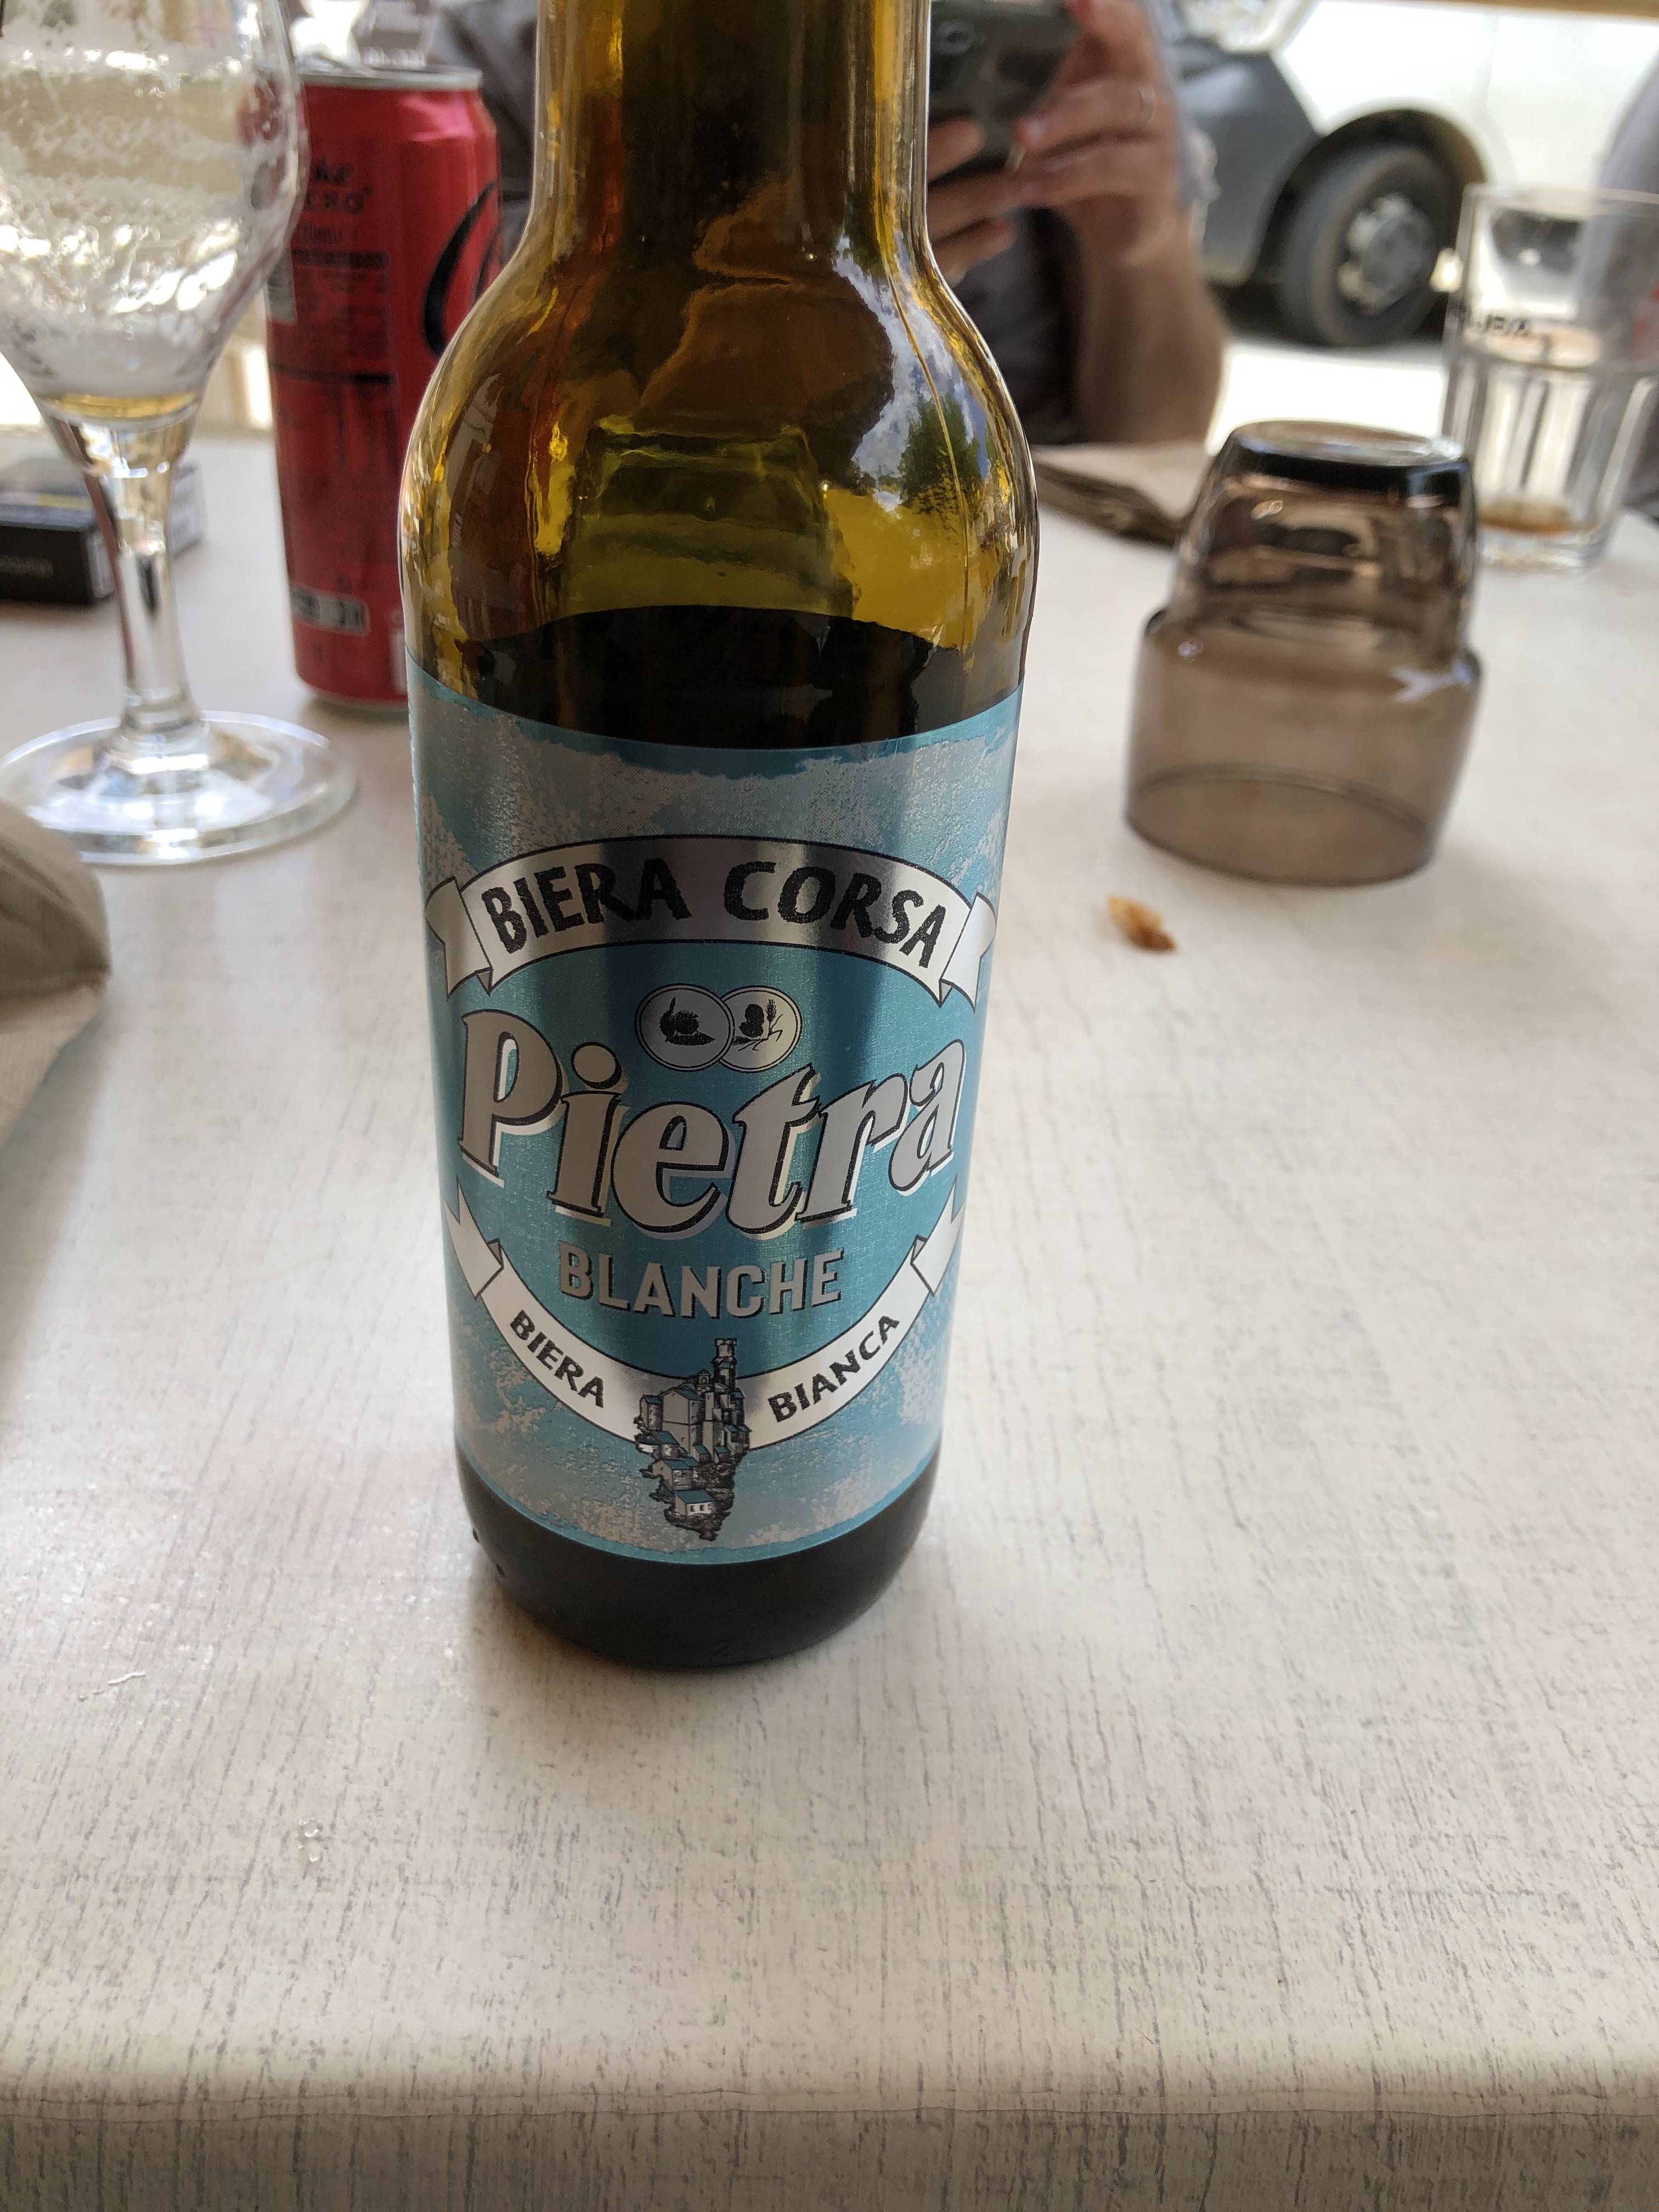 BIERA CORSA
Pietra
BLANCHE
BIERA BIANCA